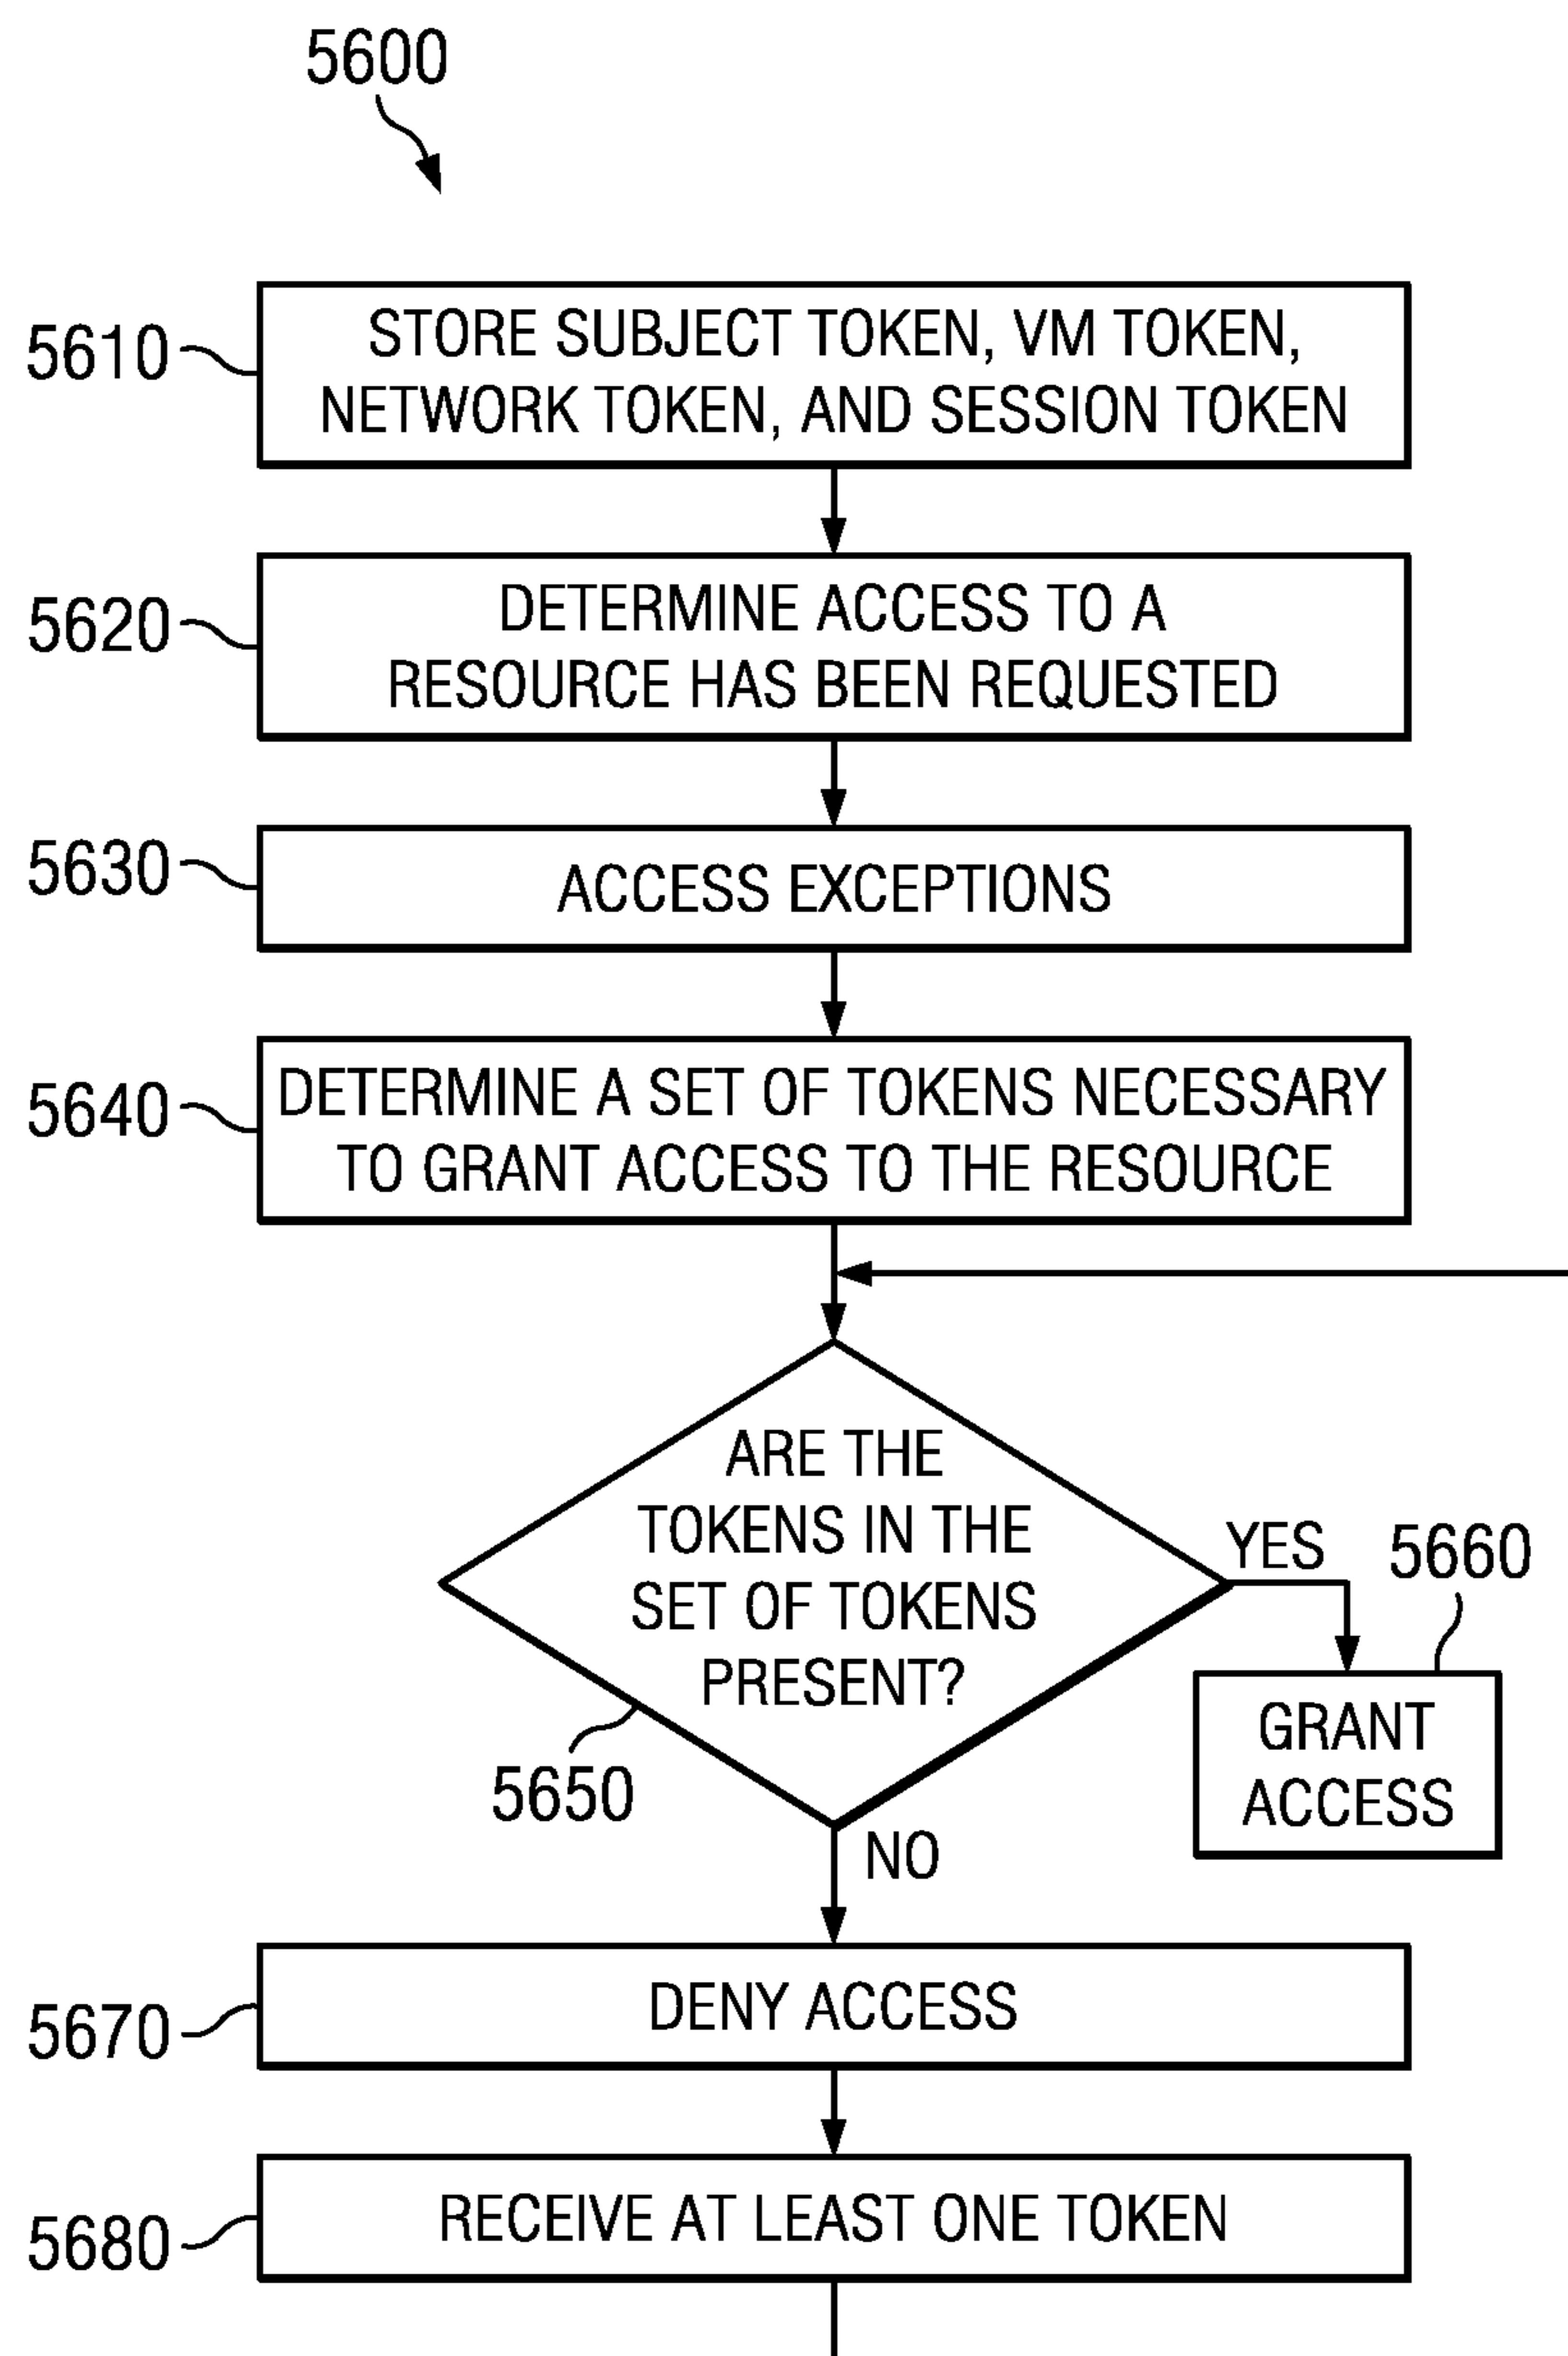 5600
5610
STORE SUBJECT TOKEN, VM TOKEN,
NETWORK TOKEN, AND SESSION TOKEN
5620
DETERMINE ACCESS TO A
RESOURCE HAS BEEN REQUESTED
5630
ACCESS EXCEPTIONS
5640
DETERMINE A SET OF TOKENS NECESSARY
TO GRANT ACCESS TO THE RESOURCE
ARE THE
TOKENS IN THE
SET OF TOKENS
PRESENT?
5650
YES
5660
GRANT
ACCESS
NO
5670
DENY ACCESS
5680
RECEIVE AT LEAST ONE TOKEN